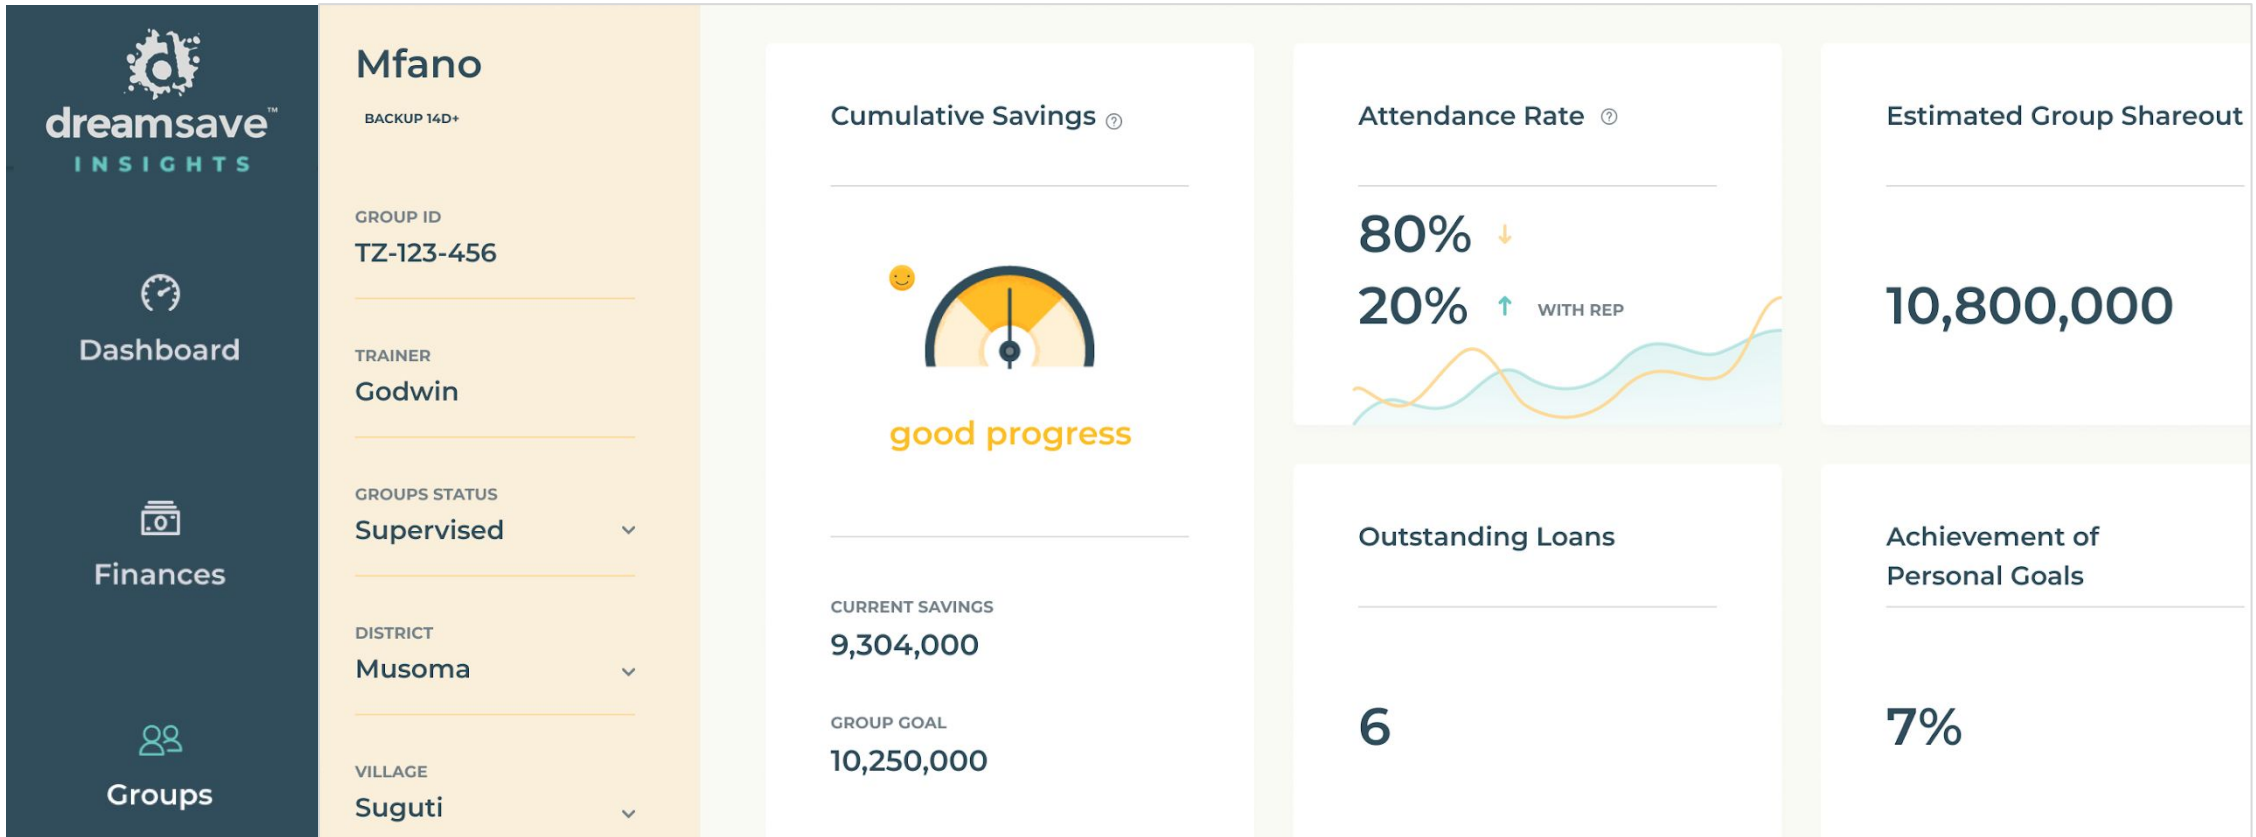 dreamsave™
INSIGHTS
Dashboard
Finances
Groups
Mfano
BACKUP 14D+
GROUP ID
TZ-123-456
TRAINER
Godwin
GROUPS STATUS
Supervised
DISTRICT
Musoma
VILLAGE
Suguti
Cumulative Savings ?
good progress
CURRENT SAVINGS
9,304,000
GROUP GOAL
10,250,000
Attendance Rate ?
80% ↓
20% ↑ WITH REP
Estimated Group Shareout
10,800,000
Outstanding Loans
6
Achievement of
Personal Goals
7%